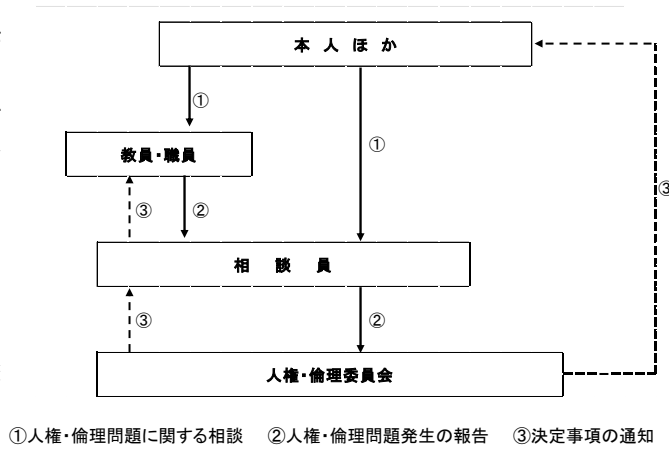 本 人 ほ か
①
①
教員・職員
③
③
②
相 談 員
③
②
人権・倫理委員会
①人権・倫理問題に関する相談 ②人権・倫理問題発生の報告 ③決定事項の通知